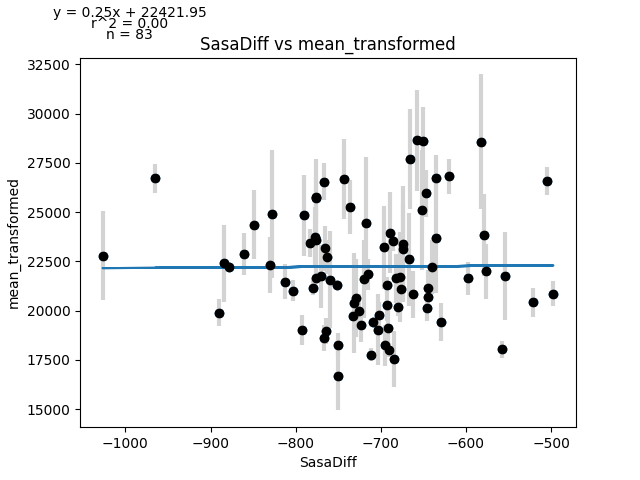 y = 0.25x + 22421.95
r^2 = 0.00
n = 83
SasaDiff vs mean_transformed
mean_transformed
32500
30000
27500
25000
22500
20000
17500
15000
−1000
−900
−800
−700
−600
−500
SasaDiff